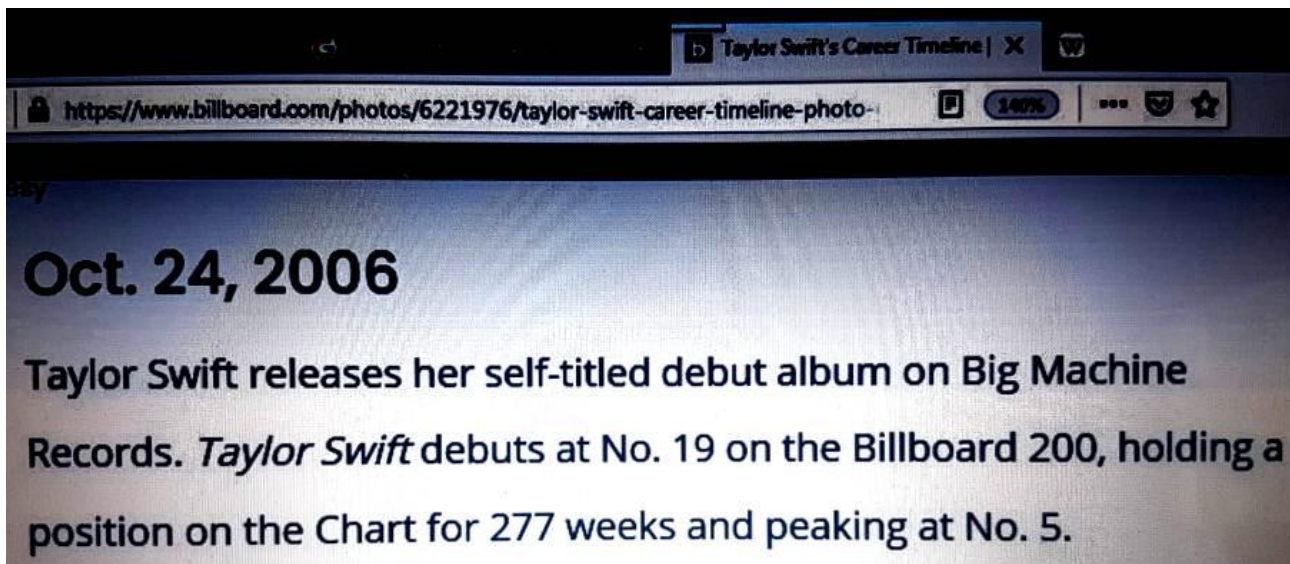 Taylor Swift's Career Timeline |
https://www.billboard.com/photos/6221976/taylor-swift-career-timeline-photo-
140%
Oct. 24, 2006
Taylor Swift releases her self-titled debut album on Big Machine
Records. Taylor Swift debuts at No. 19 on the Billboard 200, holding a
position on the Chart for 277 weeks and peaking at No. 5.